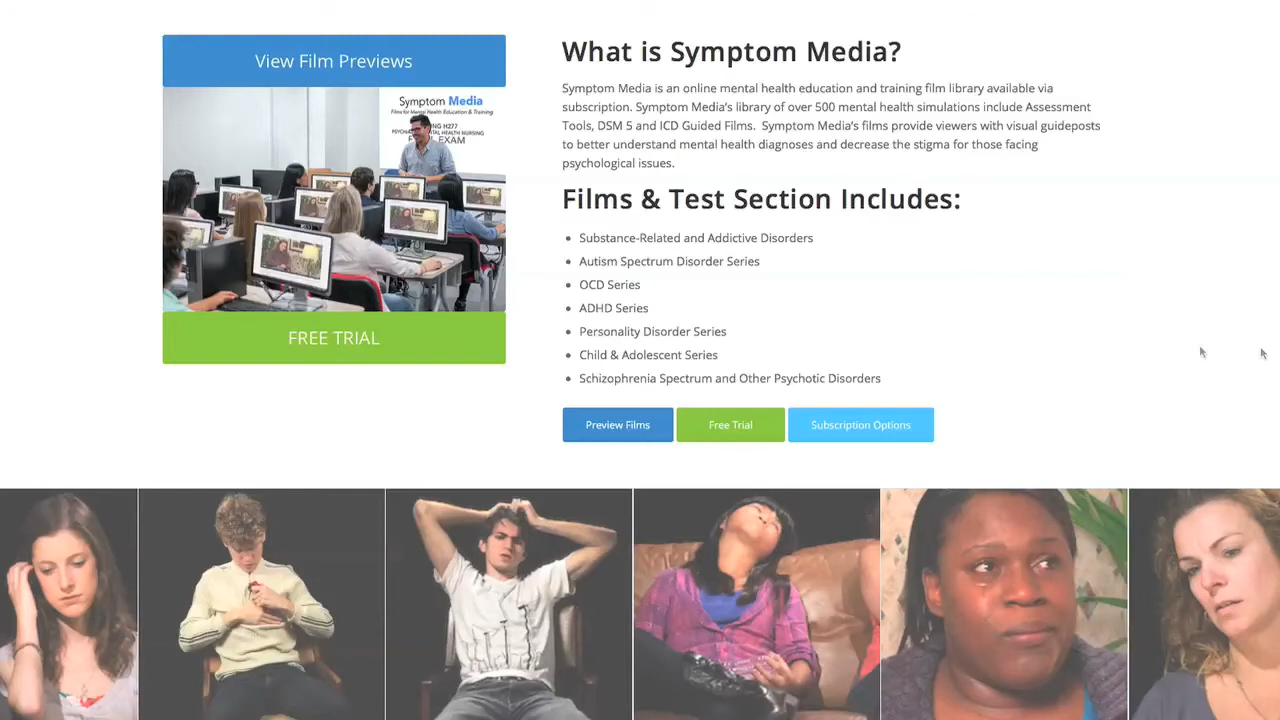 View Film Previews
Symptom Media
Films for Mental Health Education & Training
FINAL EXAM
FREE TRIAL
What is Symptom Media?
Symptom Media is an online mental health education and training film library available via
subscription. Symptom Media's library of over 500 mental health simulations include Assessment
Tools, DSM 5 and ICD Guided Films.  Symptom Media's films provide viewers with visual guideposts
to better understand mental health diagnoses and decrease the stigma for those facing
psychological issues.
Films & Test Section Includes:
Substance-Related and Addictive Disorders
Autism Spectrum Disorder Series
OCD Series
ADHD Series
Personality Disorder Series
Child & Adolescent Series
Schizophrenia Spectrum and Other Psychotic Disorders
Preview Films
Free Trial
Subscription Options